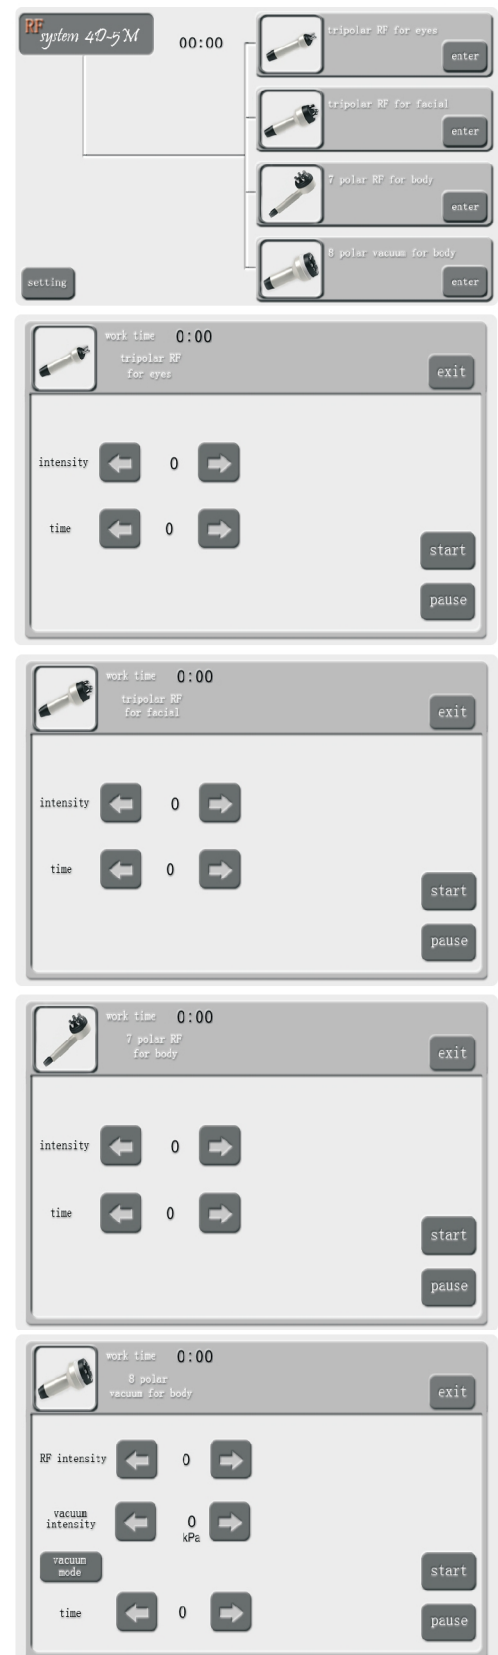 RF
system 4D-5M
00:00
tripolar RF for eyes
enter
tripolar RF for facial
enter
7 polar RF for body
enter
8 polar vacuum for body
enter
setting
work time 0:00
tripolar RF
for eyes
exit
intensity 0
time 0
start
pause
work time 0:00
tripolar RF
for facial
exit
intensity 0
time 0
start
pause
work time 0:00
7 polar RF
for body
exit
intensity 0
time 0
start
pause
work time 0:00
8 polar
vacuum for body
exit
RF intensity 0
vacuum
intensity 0
kPa
vacuum
mode
start
time 0
pause